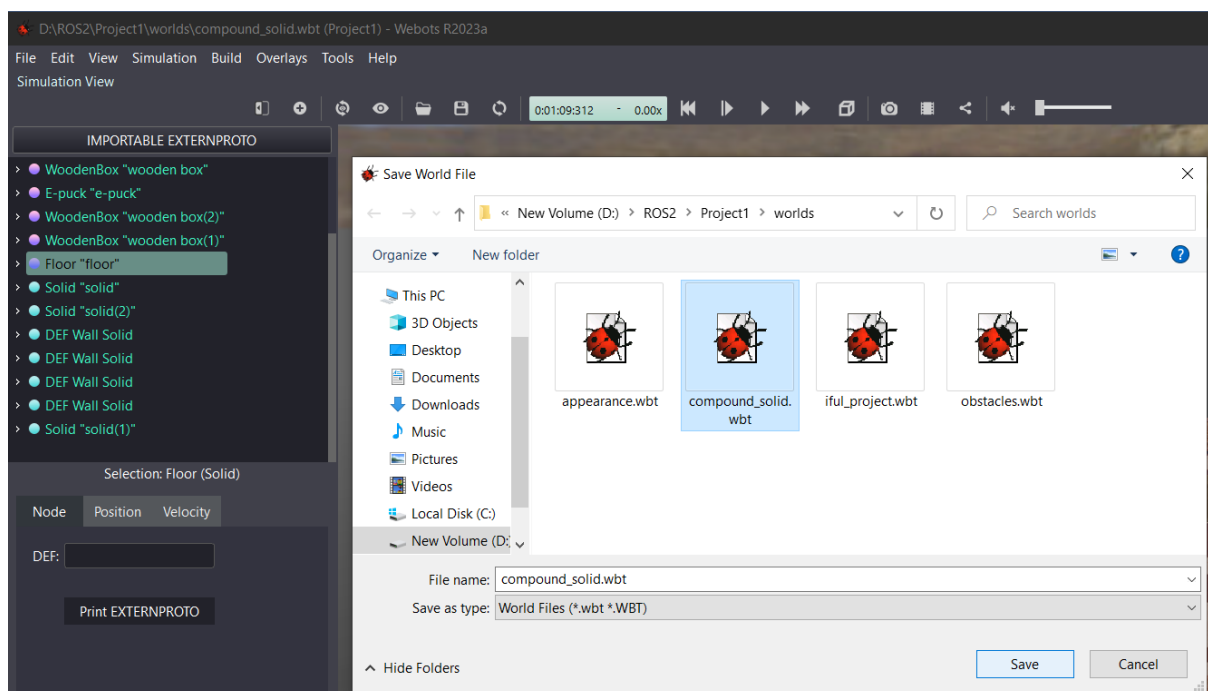 D:\ROS2\Project1\worlds\compound_solid.wbt (Project1) - Webots R2023a
File Edit View Simulation Build Overlays Tools Help
Simulation View
0:01:09:312 - 0.00x
IMPORTABLE EXTERNPROTO
WoodenBox "wooden box"
E-puck "e-puck"
WoodenBox "wooden box(2)"
WoodenBox "wooden box(1)"
Floor "floor"
Solid "solid"
Solid "solid(2)"
DEF Wall Solid
DEF Wall Solid
DEF Wall Solid
DEF Wall Solid
Solid "solid(1)"
Selection: Floor (Solid)
Node Position Velocity
DEF:
Print EXTERNPROTO
Save World File
« New Volume (D:) > ROS2 > Project1 > worlds
Search worlds
Organize New folder
This PC
3D Objects
Desktop
Documents
Downloads
Music
Pictures
Videos
Local Disk (C:)
New Volume (D:
appearance.wbt
compound_solid.
wbt
iful_project.wbt
obstacles.wbt
File name: compound_solid.wbt
Save as type: World Files (*.wbt *.WBT)
Hide Folders
Save Cancel